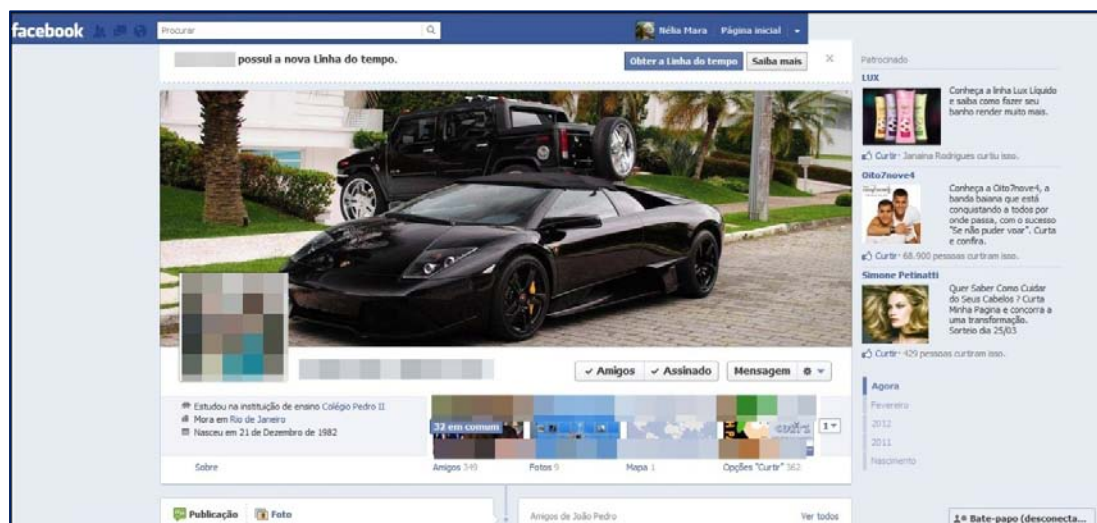 facebook
Procurar
Nélia Mara Página inicial
possui a nova Linha do tempo.
Obter a Linha do tempo Saiba mais
Patrocinado
LUX
Conheça a linha Lux Líquido
e saiba como fazer seu
banho render muito mais.
Curtir · Janaina Rodrigues curtiu isso.
Oito7nove4
Conheça a Oito7nove4, a
banda baiana que está
conquistando a todos por
onde passa, com o sucesso
"Se não puder voar". Curta
e confira.
Curtir · 68.900 pessoas curtiram isso.
Simone Petinatti
Quer Saber Como Cuidar
do Seus Cabelos ? Curta
Minha Pagina e concorra a
uma transformação.
Sorteio dia 25/03
Curtir · 429 pessoas curtiram isso.
Amigos Assinado Mensagem
Estudou na instituição de ensino Colégio Pedro II
Mora em Rio de Janeiro
Nasceu em 21 de Dezembro de 1982
32 em comum
1
Sobre
Amigos 349 Fotos 9 Mapa 1 Opções "Curtir" 362
Agora
Fevereiro
2012
2011
Nascimento
Publicação Foto
Amigos de João Pedro Ver todos
Bate-papo (desconecta...